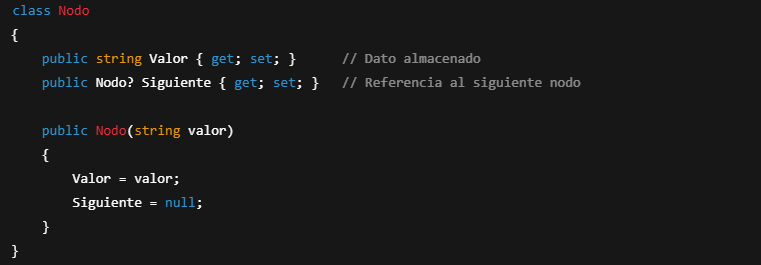 class Nodo
{
    public string Valor { get; set; }      // Dato almacenado
    public Nodo? Siguiente { get; set; }   // Referencia al siguiente nodo

    public Nodo(string valor)
    {
        Valor = valor;
        Siguiente = null;
    }
}